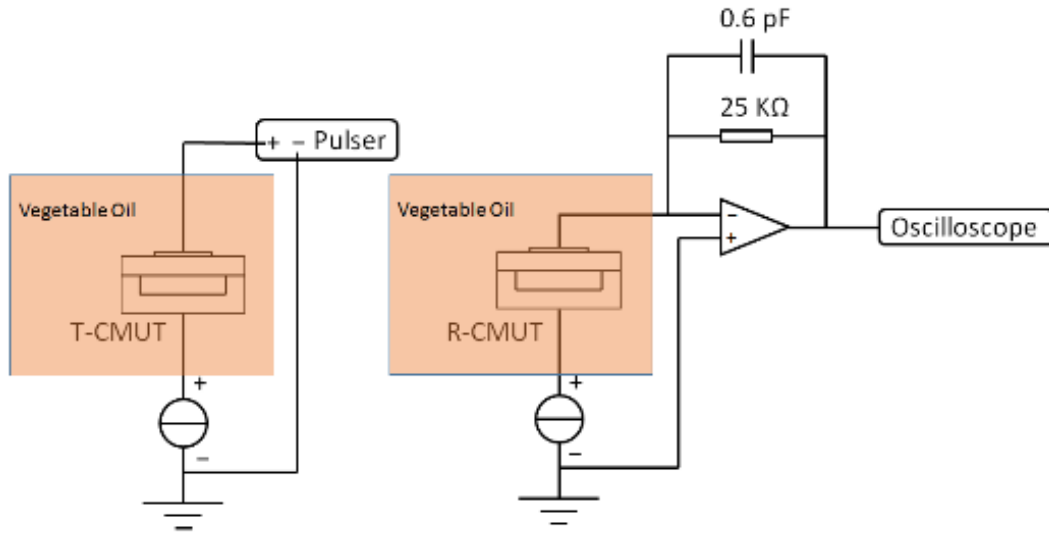 0.6 pF
25 KΩ
+ − Pulser
Vegetable Oil
Vegetable Oil
−
+
Oscilloscope
T-CMUT
R-CMUT
+
+
−
−